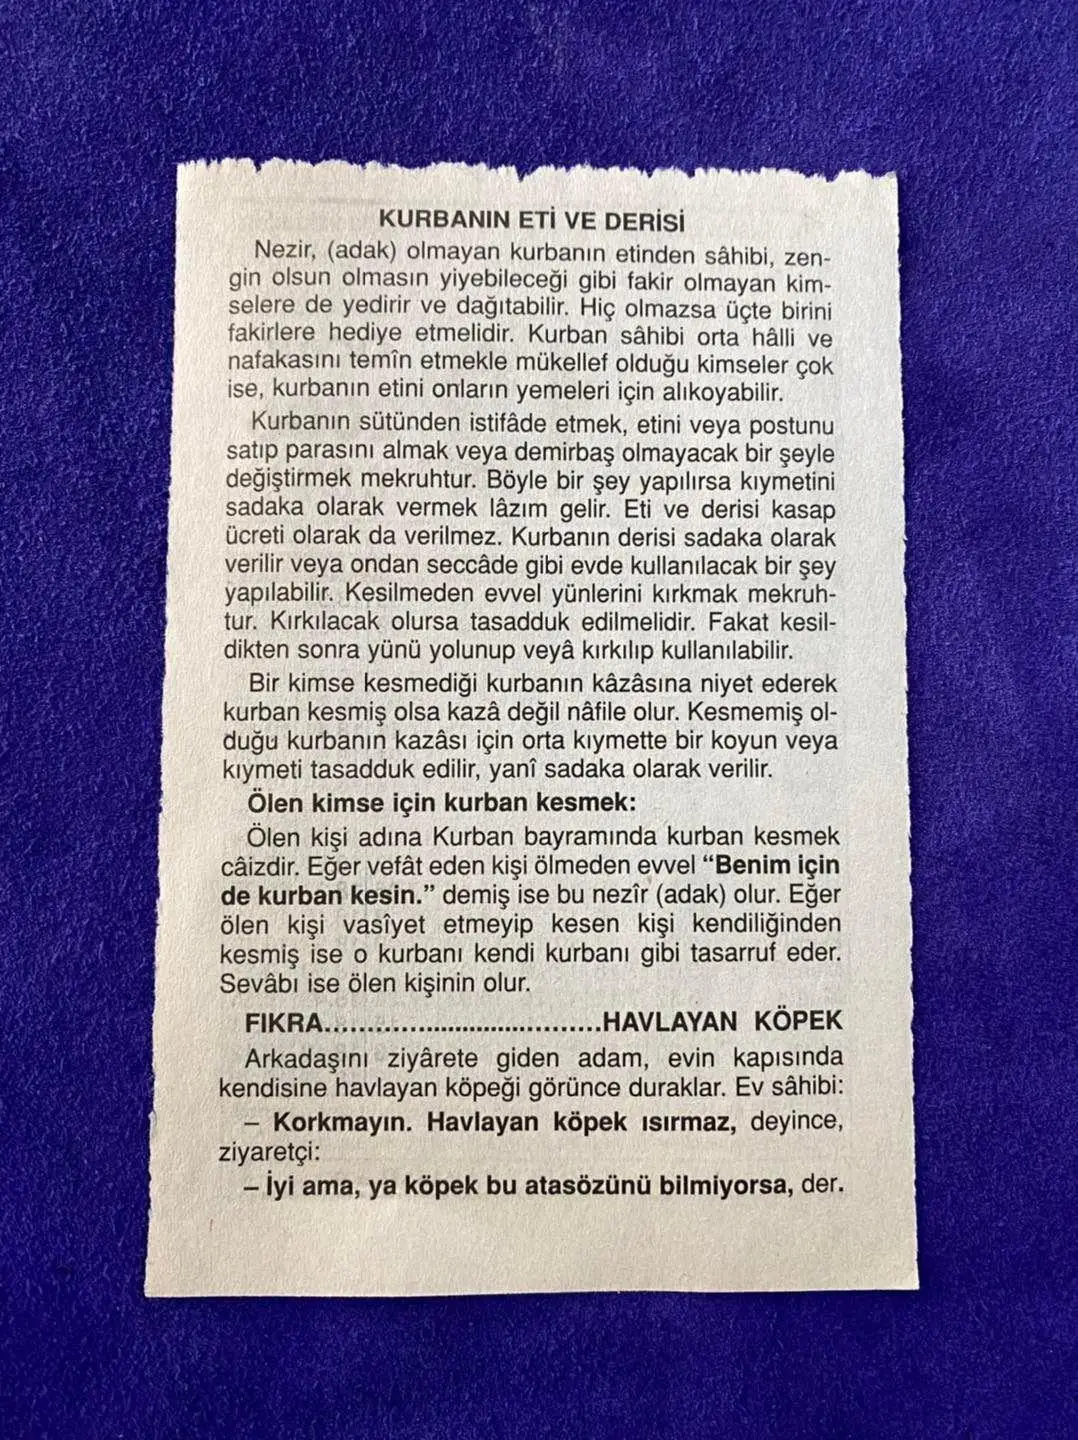 KURBANIN ETİ VE DERİSİ
Nezir, (adak) olmayan kurbanın etinden sâhibi, zen-
gin olsun olmasın yiyebileceği gibi fakir olmayan kim-
selere de yedirir ve dağıtabilir. Hiç olmazsa üçte birini
fakirlere hediye etmelidir. Kurban sâhibi orta hâlli ve
nafakasını temîn etmekle mükellef olduğu kimseler çok
ise, kurbanın etini onların yemeleri için alıkoyabilir.
Kurbanın sütünden istifâde etmek, etini veya postunu
satıp parasını almak veya demirbaş olmayacak bir şeyle
değiştirmek mekruhtur. Böyle bir şey yapılırsa kıymetini
sadaka olarak vermek lâzım gelir. Eti ve derisi kasap
ücreti olarak da verilmez. Kurbanın derisi sadaka olarak
verilir veya ondan seccâde gibi evde kullanılacak bir şey
yapılabilir. Kesilmeden evvel yünlerini kırkmak mekruh-
tur. Kırkılacak olursa tasadduk edilmelidir. Fakat kesil-
dikten sonra yünü yolunup veyâ kırkılıp kullanılabilir.
Bir kimse kesmediği kurbanın kâzâsına niyet ederek
kurban kesmiş olsa kazâ değil nâfile olur. Kesmemiş ol-
duğu kurbanın kazâsı için orta kıymette bir koyun veya
kıymeti tasadduk edilir, yanî sadaka olarak verilir.
Ölen kimse için kurban kesmek:
Ölen kişi adına Kurban bayramında kurban kesmek
câizdir. Eğer vefât eden kişi ölmeden evvel “Benim için
de kurban kesin.” demiş ise bu nezîr (adak) olur. Eğer
ölen kişi vasîyet etmeyip kesen kişi kendiliğinden
kesmiş ise o kurbanı kendi kurbanı gibi tasarruf eder.
Sevâbı ise ölen kişinin olur.
FIKRA.................................HAVLAYAN KÖPEK
Arkadaşını ziyârete giden adam, evin kapısında
kendisine havlayan köpeği görünce duraklar. Ev sâhibi:
– Korkmayın. Havlayan köpek ısırmaz, deyince,
ziyaretçi:
– İyi ama, ya köpek bu atasözünü bilmiyorsa, der.